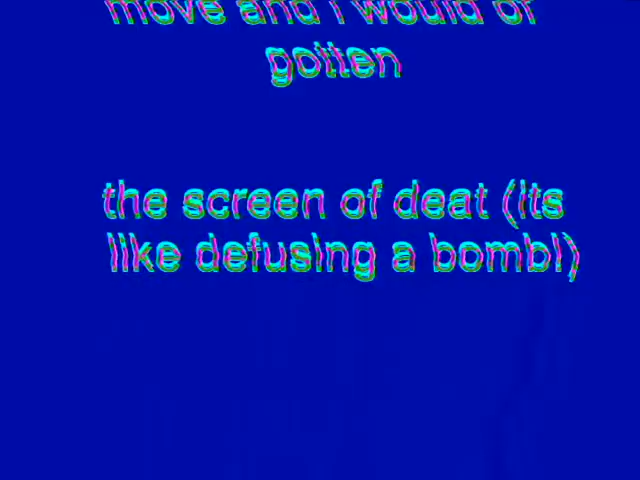 move and i would of
gotten
the screen of deat (its
like defusing a bomb!)